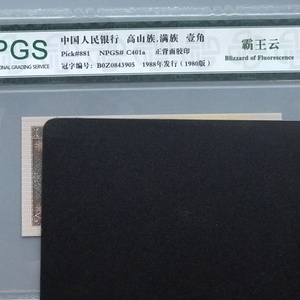 PGS
ONAL GRADING SERVICE
中国人民银行 高山族、满族 壹角
Pick#881 NPGS# C401a 正背面胶印
冠字编号: B0Z0843905 1988年发行 (1980版)
霸王云
Blizzard of Fluorescence